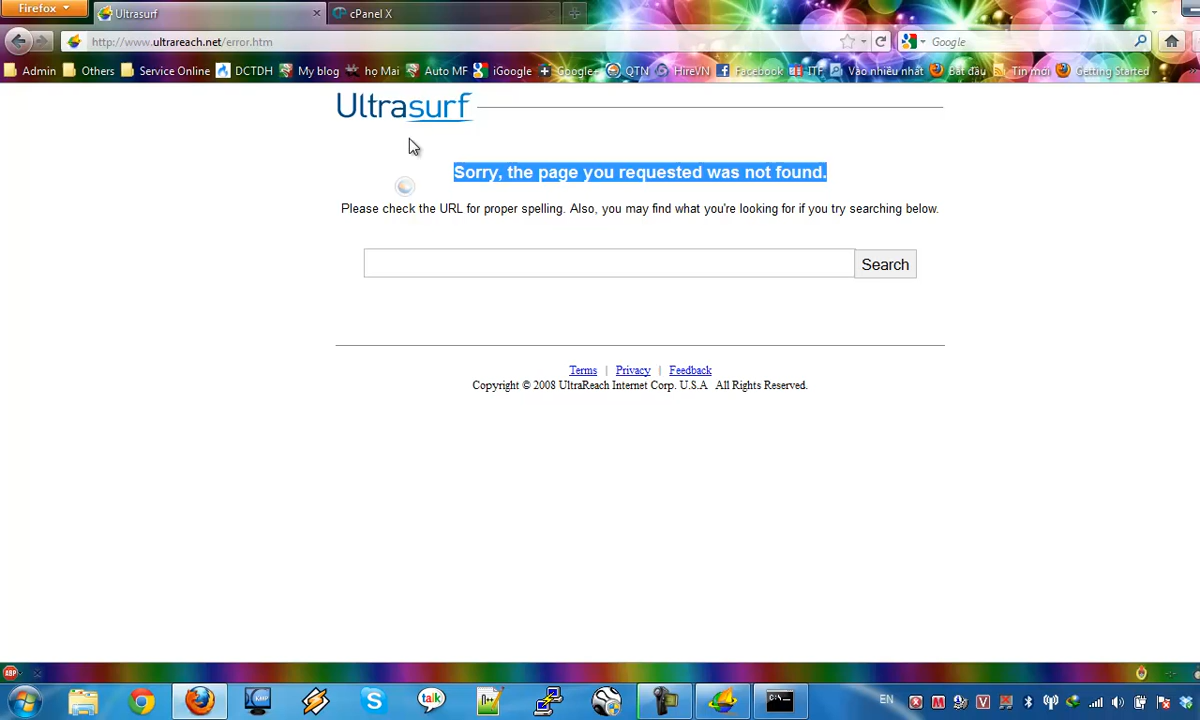 Firefox
Ultrasurf
cPanel X
http://www.ultrareach.net/error.htm
Google
Admin
Others
Service Online
DCTDH
My blog
họ Mai
Auto MF
iGoogle
Google+
QTN
HireVN
Facebook
ITF
Vào nhiều nhất
Bắt đầu
Tin mới
Getting Started
Ultrasurf
Sorry, the page you requested was not found.
Please check the URL for proper spelling. Also, you may find what you're looking for if you try searching below.
Search
Terms | Privacy | Feedback
Copyright © 2008 UltraReach Internet Corp. U.S.A All Rights Reserved.
ABP
talk
N++
EN